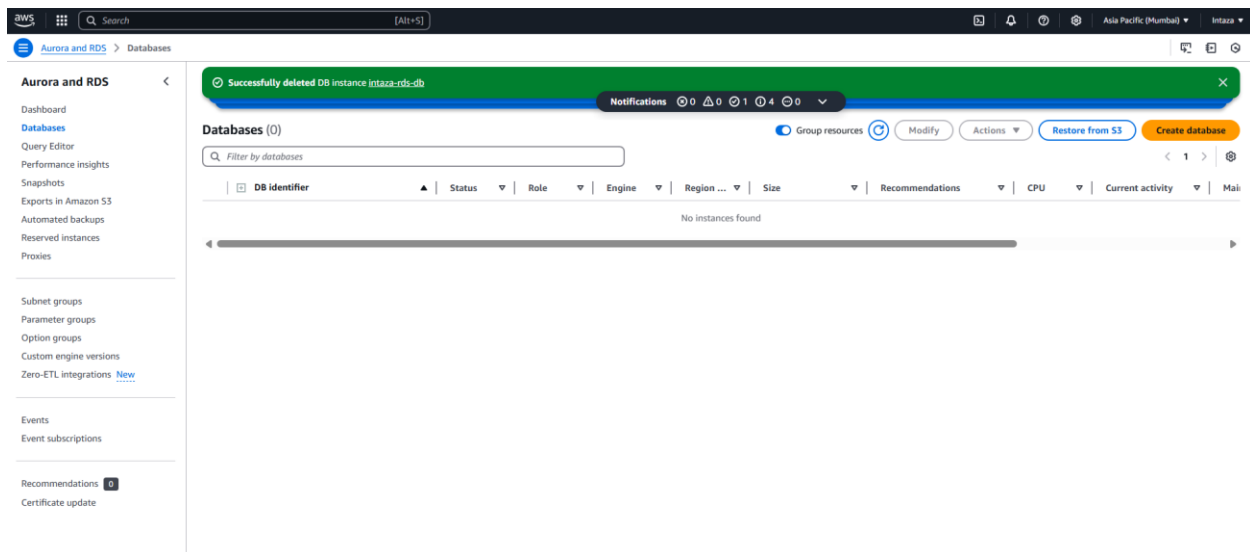 aws Search [Alt+S] Asia Pacific (Mumbai) Intaza
Aurora and RDS > Databases
Aurora and RDS
Dashboard
Databases
Query Editor
Performance insights
Snapshots
Exports in Amazon S3
Automated backups
Reserved instances
Proxies
Subnet groups
Parameter groups
Option groups
Custom engine versions
Zero-ETL integrations New
Events
Event subscriptions
Recommendations 0
Certificate update
Successfully deleted DB instance intaza-rds-db
Notifications 0 0 1 4 0
Databases (0) Group resources Modify Actions Restore from S3 Create database
Filter by databases 1
DB identifier Status Role Engine Region ... Size Recommendations CPU Current activity Mai
No instances found